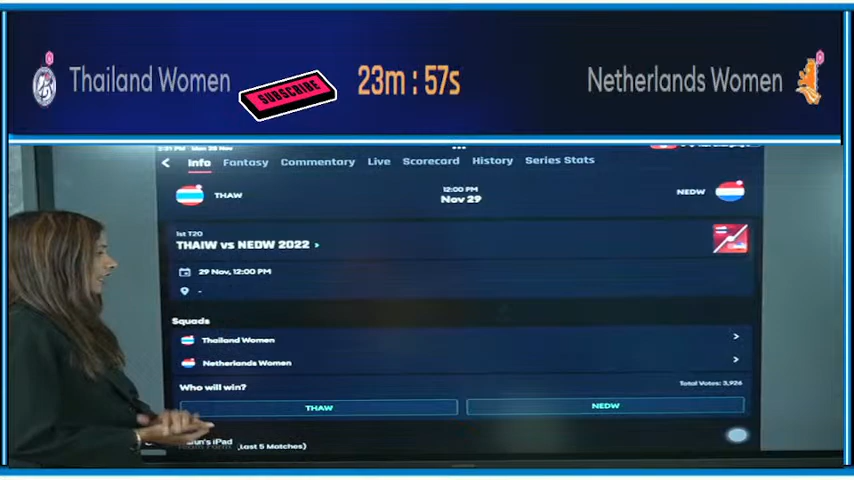 Thailand Women
SUBSCRIBE
23m : 57s
Netherlands Women
Info Fantasy Commentary Live Scorecard History Series Stats
THAW
12:00 PM
Nov 29
NEDW
1st T20
THAIW vs NEDW 2022 >
29 Nov, 12:00 PM
-
Squads
Thailand Women
Netherlands Women
Who will win?
Total Votes: 3,926
THAW
NEDW
iPad
Last 5 Matches)